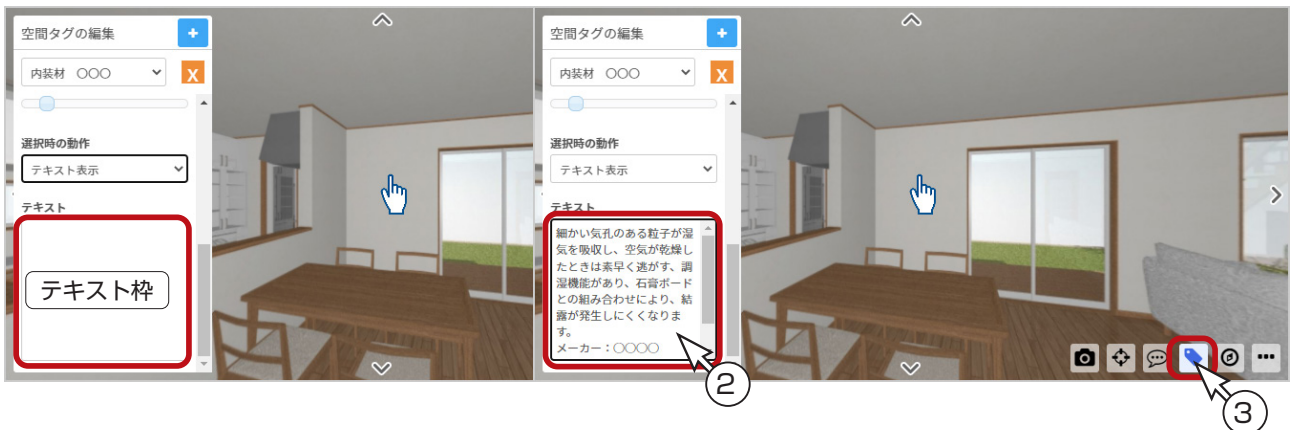 空間タグの編集
+
内装材 〇〇〇
X
選択時の動作
テキスト表示
テキスト
テキスト枠
空間タグの編集
+
内装材 〇〇〇
X
選択時の動作
テキスト表示
テキスト
細かい気孔のある粒子が湿
気を吸収し、空気が乾燥し
たときは素早く逃がす、調
湿機能があり、石膏ボード
との組み合わせにより、結
露が発生しにくくなりま
す。
メーカー：〇〇〇〇
②
③